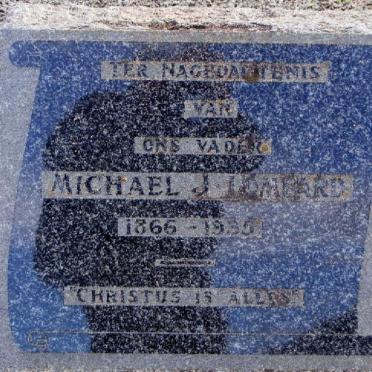 TER NAGEDAGTENIS
VAN
ONS VADER
MICHAEL J. LOMBARD
1866 -
"CHRISTUS IS ALLES"